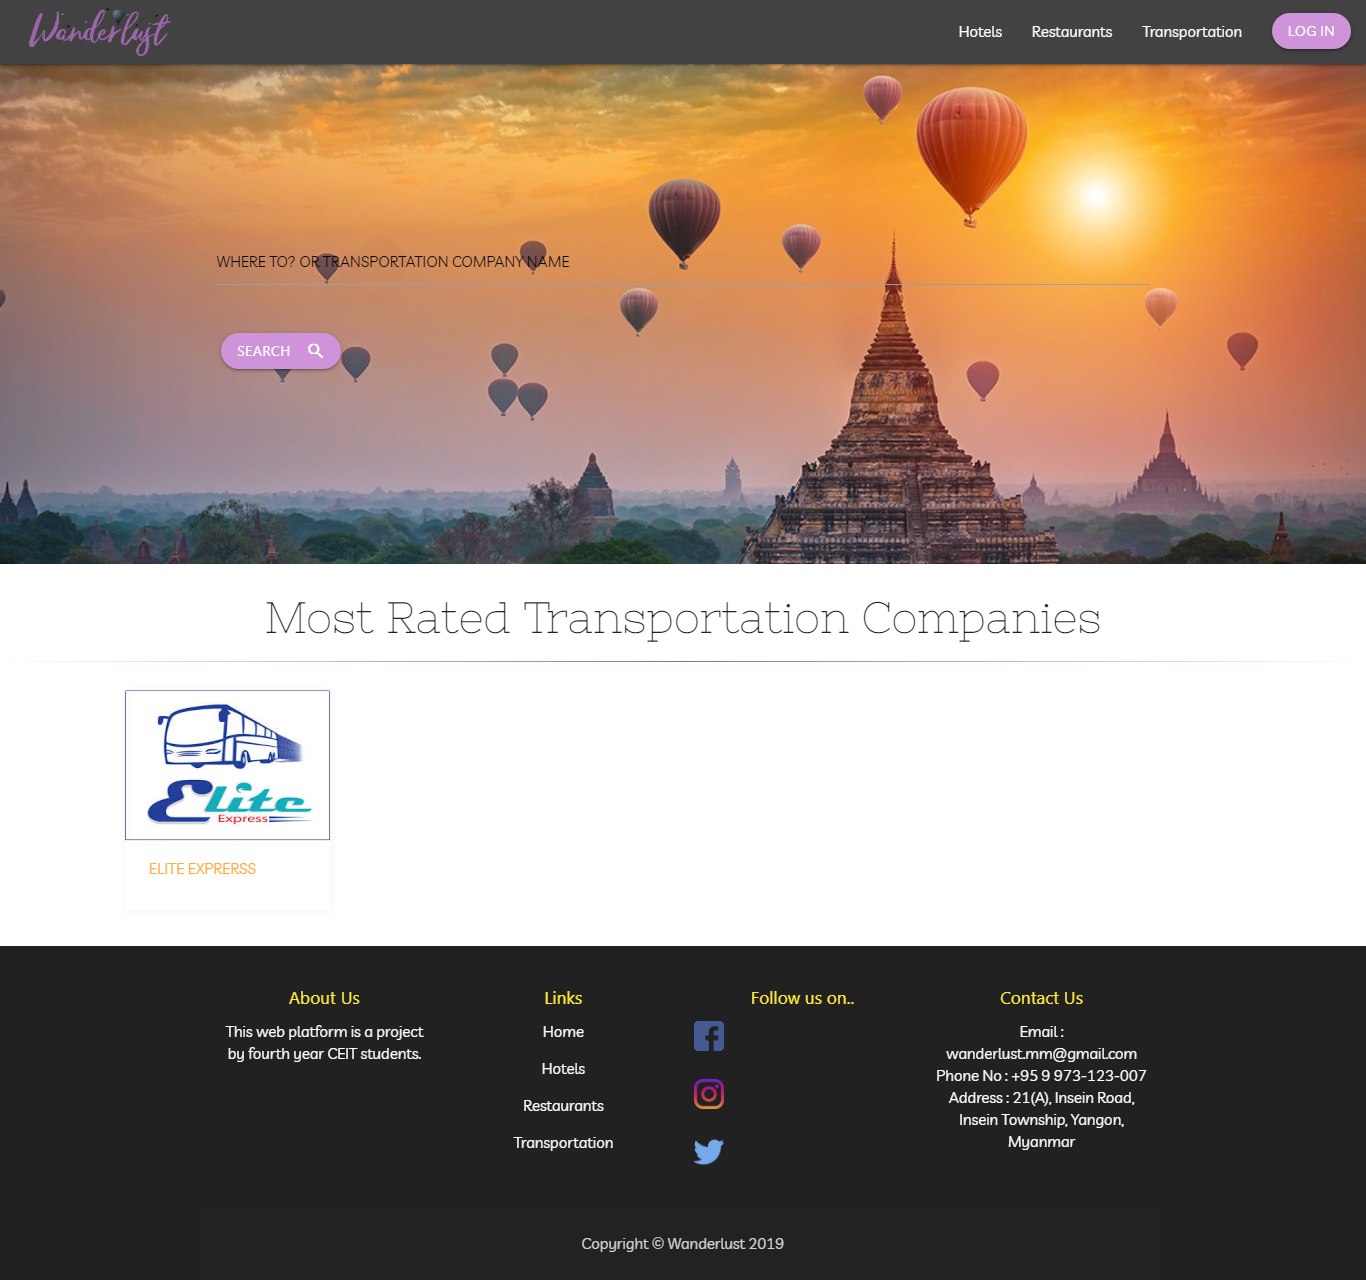 Wanderlust
Hotels
Restaurants
Transportation
LOG IN
WHERE TO? OR TRANSPORTATION COMPANY NAME
SEARCH
Most Rated Transportation Companies
Elite
Express
ELITE EXPRERSS
About Us
This web platform is a project
by fourth year CEIT students.
Links
Home
Hotels
Restaurants
Transportation
Follow us on..
Contact Us
Email :
wanderlust.mm@gmail.com
Phone No : +95 9 973-123-007
Address : 21(A), Insein Road,
Insein Township, Yangon,
Myanmar
Copyright © Wanderlust 2019